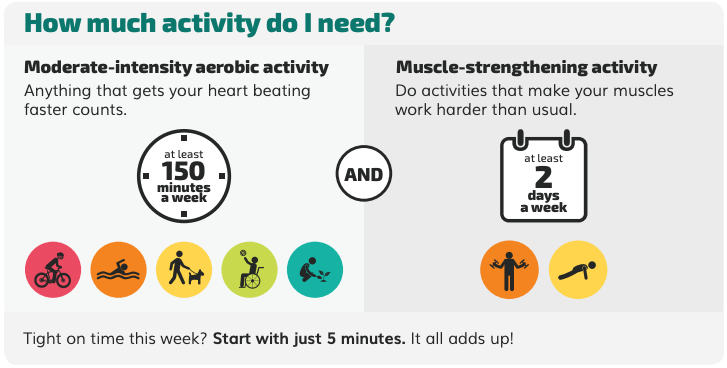 How much activity do I need?
Moderate-intensity aerobic activity
Anything that gets your heart beating
faster counts.
at least
150
minutes
a week
AND
Muscle-strengthening activity
Do activities that make your muscles
work harder than usual.
at least
2
days
a week
Tight on time this week? Start with just 5 minutes. It all adds up!